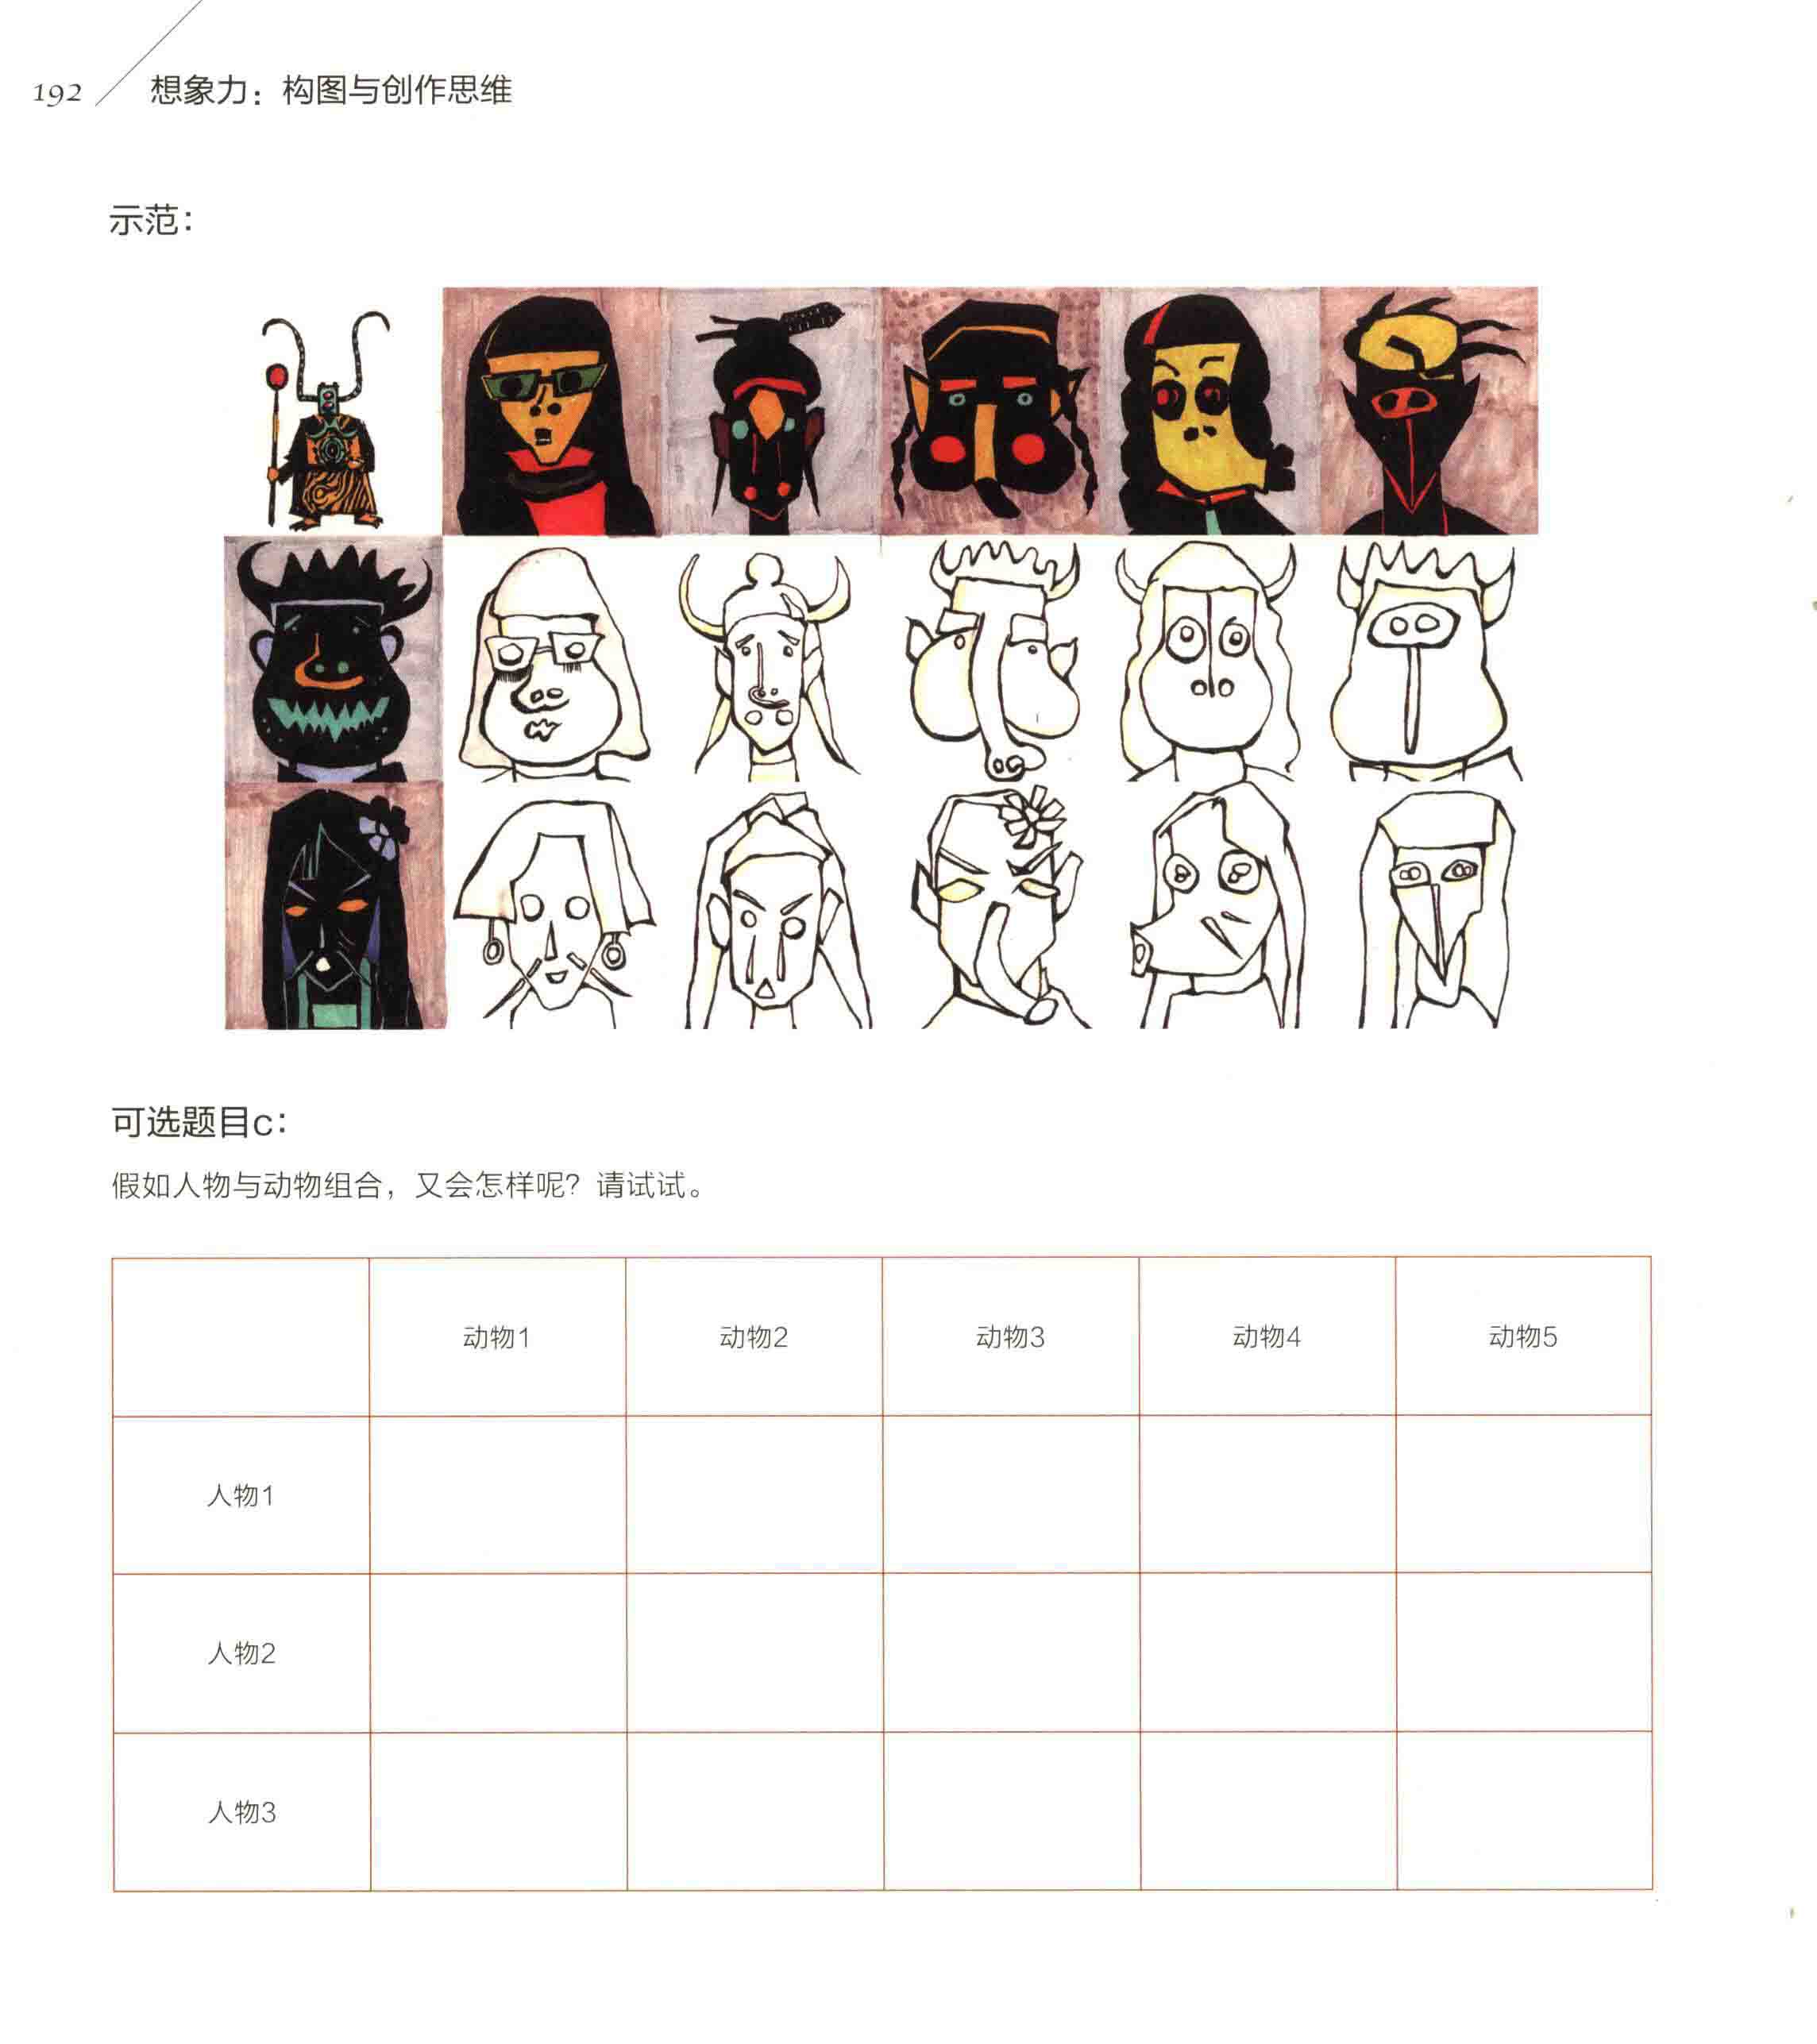 192
想象力：构图与创作思维
示范：
可选题目c：
假如人物与动物组合，又会怎样呢？请试试。
动物1 动物2 动物3 动物4 动物5
人物1
人物2
人物3